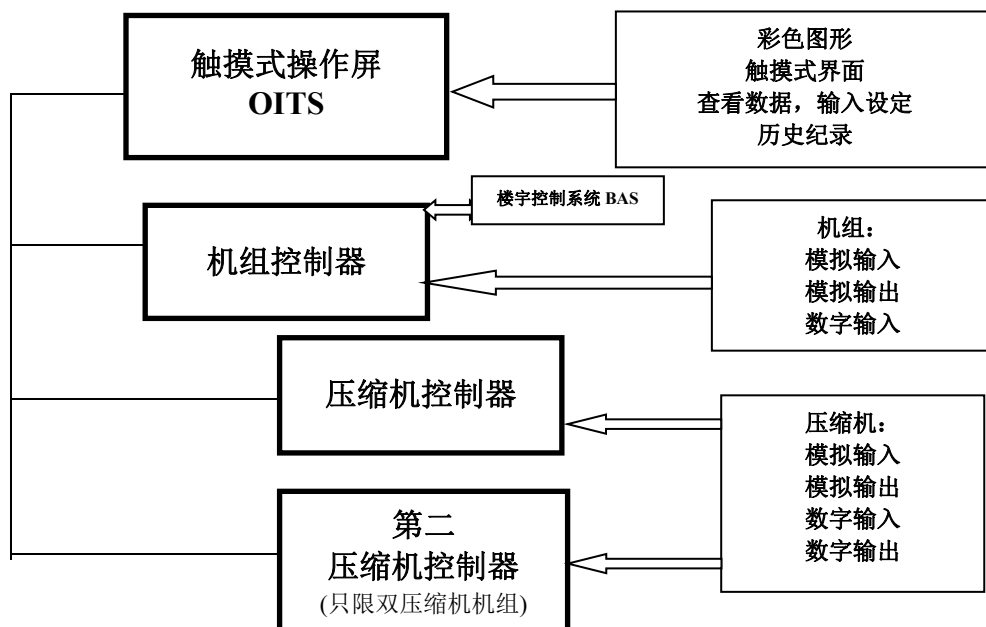 触摸式操作屏
OITS
彩色图形
触摸式界面
查看数据，输入设定
历史纪录
楼宇控制系统 BAS
机组控制器
机组：
模拟输入
模拟输出
数字输入
压缩机控制器
压缩机：
模拟输入
模拟输出
数字输入
数字输出
第二
压缩机控制器
(只限双压缩机机组)